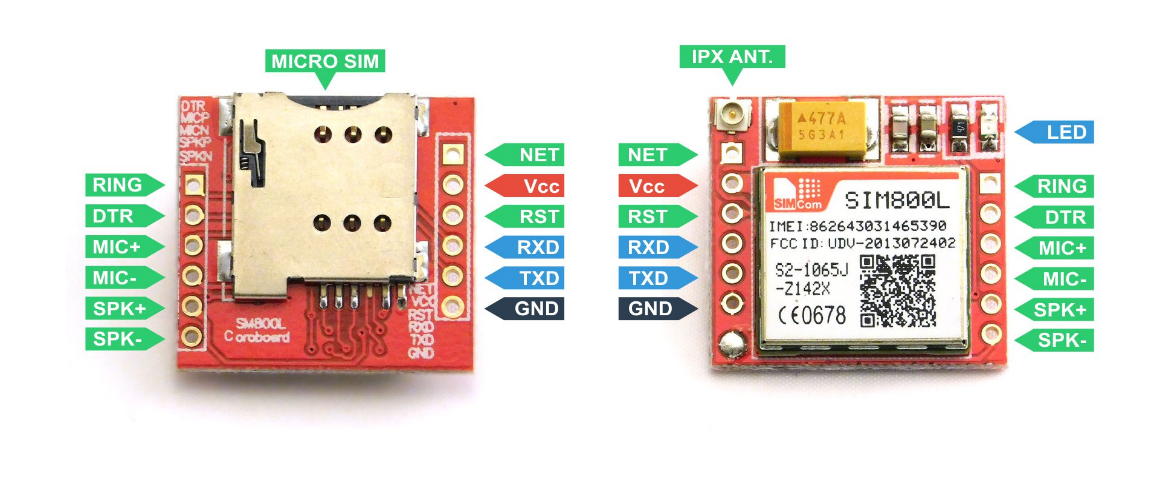 MICRO SIM
DTR
MICP
MICN
SPKP
SPKN
RING
DTR
MIC+
MIC-
SPK+
SPK-
NET
Vcc
RST
RXD
TXD
GND
NET
VCC
RST
RXD
TXD
GND
SM800L
Coroboard
IPX ANT.
477A
5G3A1
471
LED
NET
Vcc
RST
RXD
TXD
GND
SIMCom
SIM800L
IMEI:862643031465390
FCC ID: UDV-2013072402
S2-1065J
-Z142X
CE0678
RING
DTR
MIC+
MIC-
SPK+
SPK-